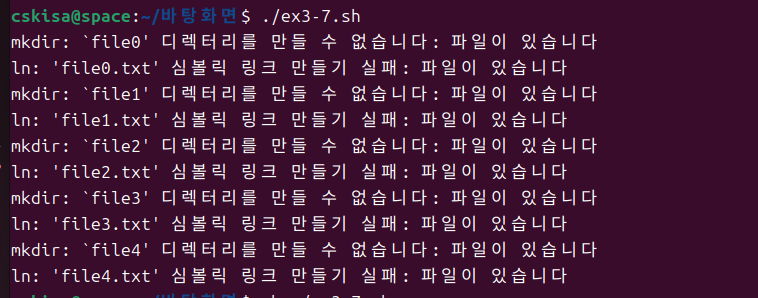 cskisa@space:~/바탕화면$ ./ex3-7.sh
mkdir: `file0' 디렉터리를 만들 수 없습니다: 파일이 있습니다
ln: 'file0.txt' 심볼릭 링크 만들기 실패: 파일이 있습니다
mkdir: `file1' 디렉터리를 만들 수 없습니다: 파일이 있습니다
ln: 'file1.txt' 심볼릭 링크 만들기 실패: 파일이 있습니다
mkdir: `file2' 디렉터리를 만들 수 없습니다: 파일이 있습니다
ln: 'file2.txt' 심볼릭 링크 만들기 실패: 파일이 있습니다
mkdir: `file3' 디렉터리를 만들 수 없습니다: 파일이 있습니다
ln: 'file3.txt' 심볼릭 링크 만들기 실패: 파일이 있습니다
mkdir: `file4' 디렉터리를 만들 수 없습니다: 파일이 있습니다
ln: 'file4.txt' 심볼릭 링크 만들기 실패: 파일이 있습니다